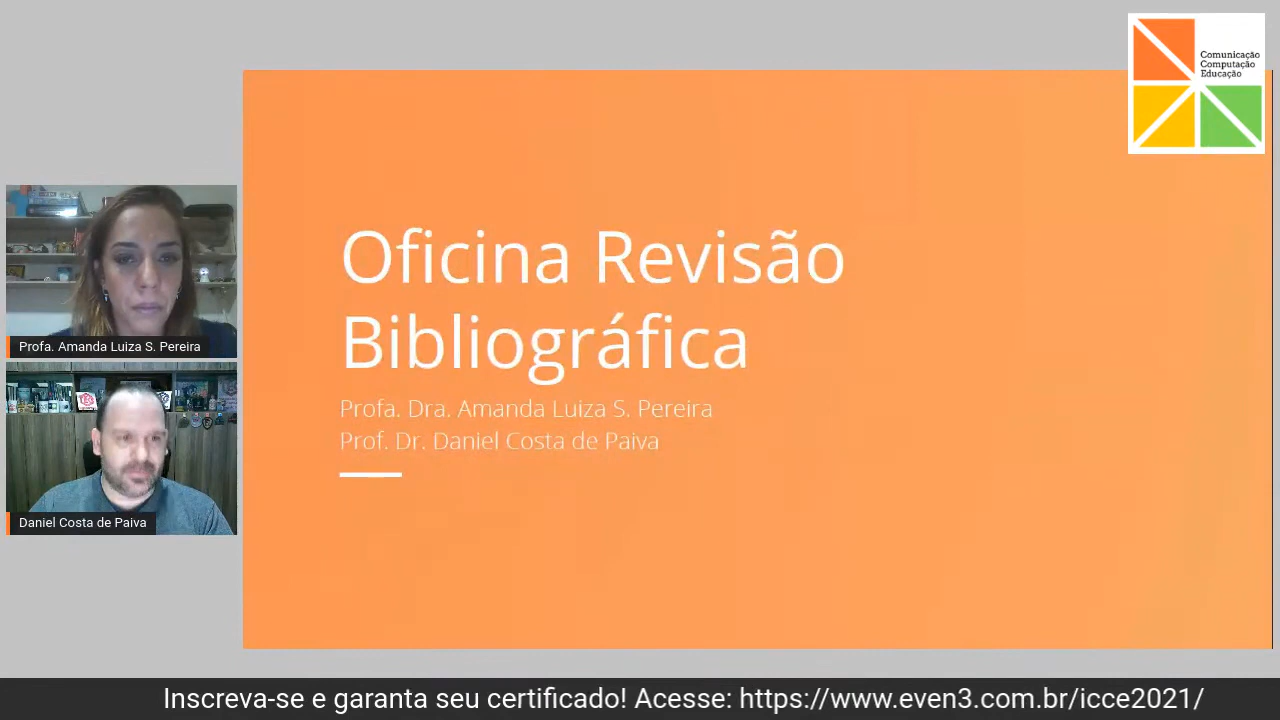 Comunicação
Computação
Educação
Oficina Revisão
Bibliográfica
Profa. Dra. Amanda Luiza S. Pereira
Prof. Dr. Daniel Costa de Paiva
Profa. Amanda Luiza S. Pereira
Daniel Costa de Paiva
Inscreva-se e garanta seu certificado! Acesse: https://www.even3.com.br/icce2021/